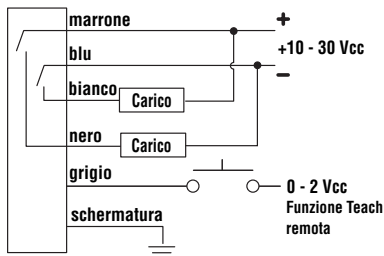 marrone
+
blu
+10 - 30 Vcc
–
bianco
Carico
nero
Carico
grigio
0 - 2 Vcc
Funzione Teach
remota
schermatura